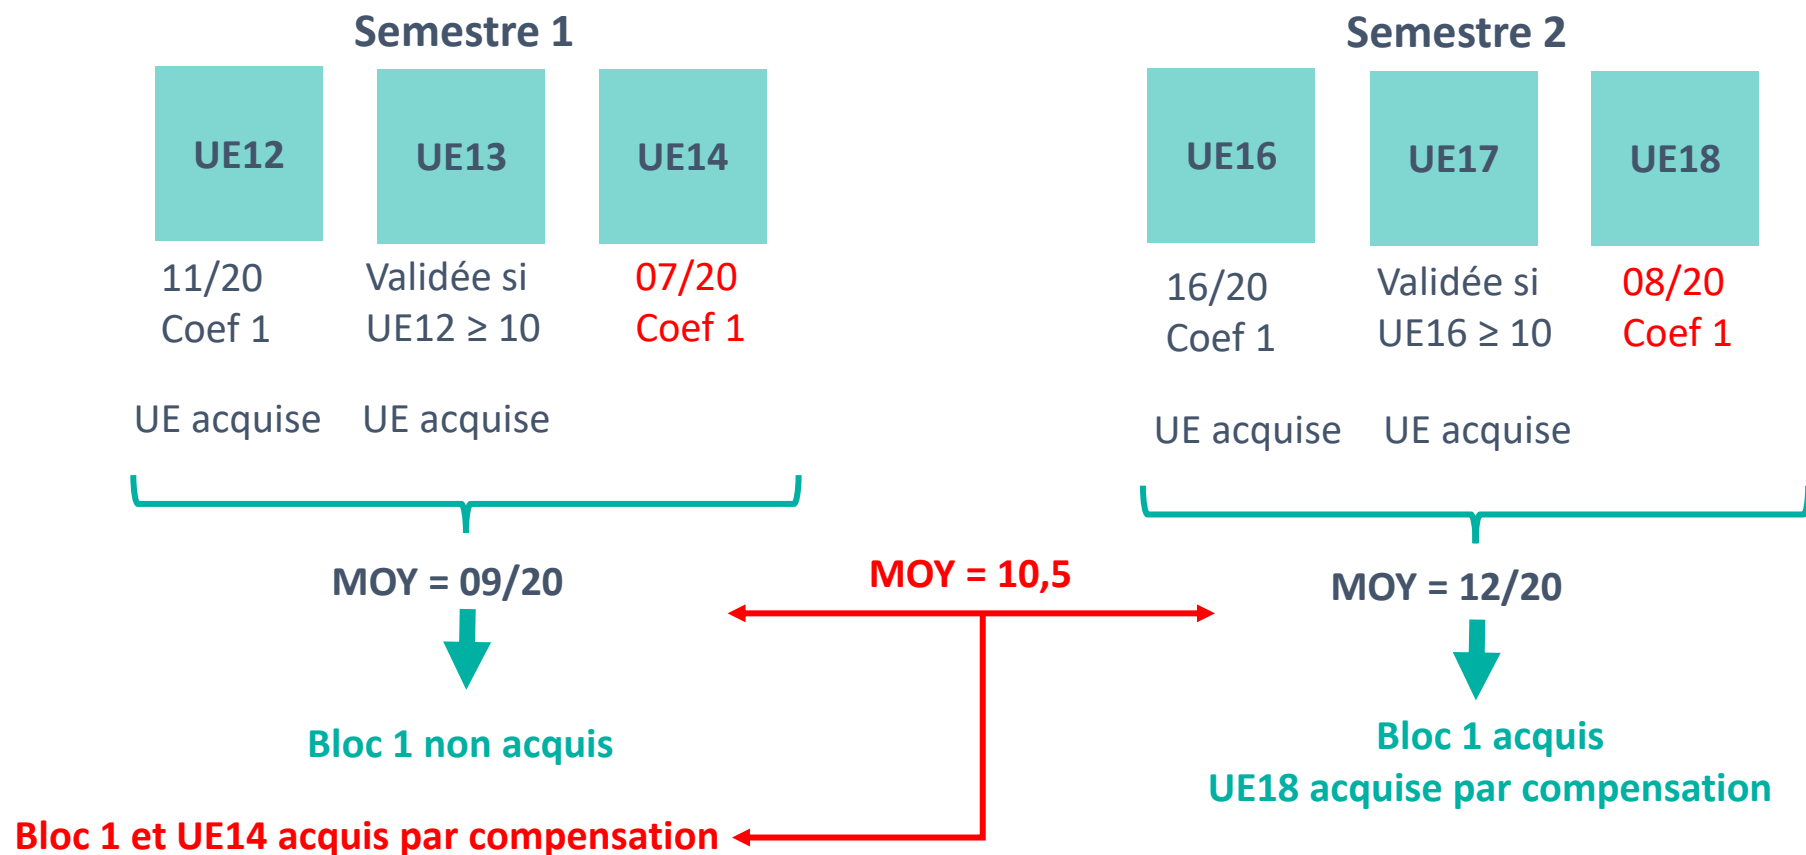 Semestre 1
UE12
UE13
UE14
11/20
Coef 1
Validée si
UE12 ≥ 10
07/20
Coef 1
UE acquise
UE acquise
MOY = 09/20
Bloc 1 non acquis
Bloc 1 et UE14 acquis par compensation
MOY = 10,5
Semestre 2
UE16
UE17
UE18
16/20
Coef 1
Validée si
UE16 ≥ 10
08/20
Coef 1
UE acquise
UE acquise
MOY = 12/20
Bloc 1 acquis
UE18 acquise par compensation